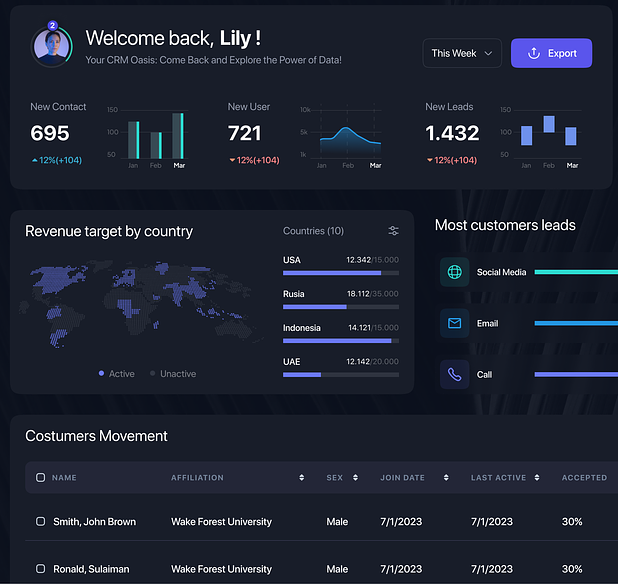 2
Welcome back, Lily !
Your CRM Oasis: Come Back and Explore the Power of Data!
This Week
Export
New Contact
695
12%(+104)
150
100
50
Jan Feb Mar
New User
721
12%(+104)
10k
5k
1k
Jan Feb Mar
New Leads
1.432
12%(+104)
150
100
50
Jan Feb Mar
Revenue target by country
Active Unactive
Countries (10)
USA 12.342/15.000
Rusia 18.112/35.000
Indonesia 14.121/15.000
UAE 12.142/20.000
Most customers leads
Social Media
Email
Call
Costumers Movement
NAME AFFILIATION SEX JOIN DATE LAST ACTIVE ACCEPTED
Smith, John Brown Wake Forest University Male 7/1/2023 7/1/2023 30%
Ronald, Sulaiman Wake Forest University Male 7/1/2023 7/1/2023 30%